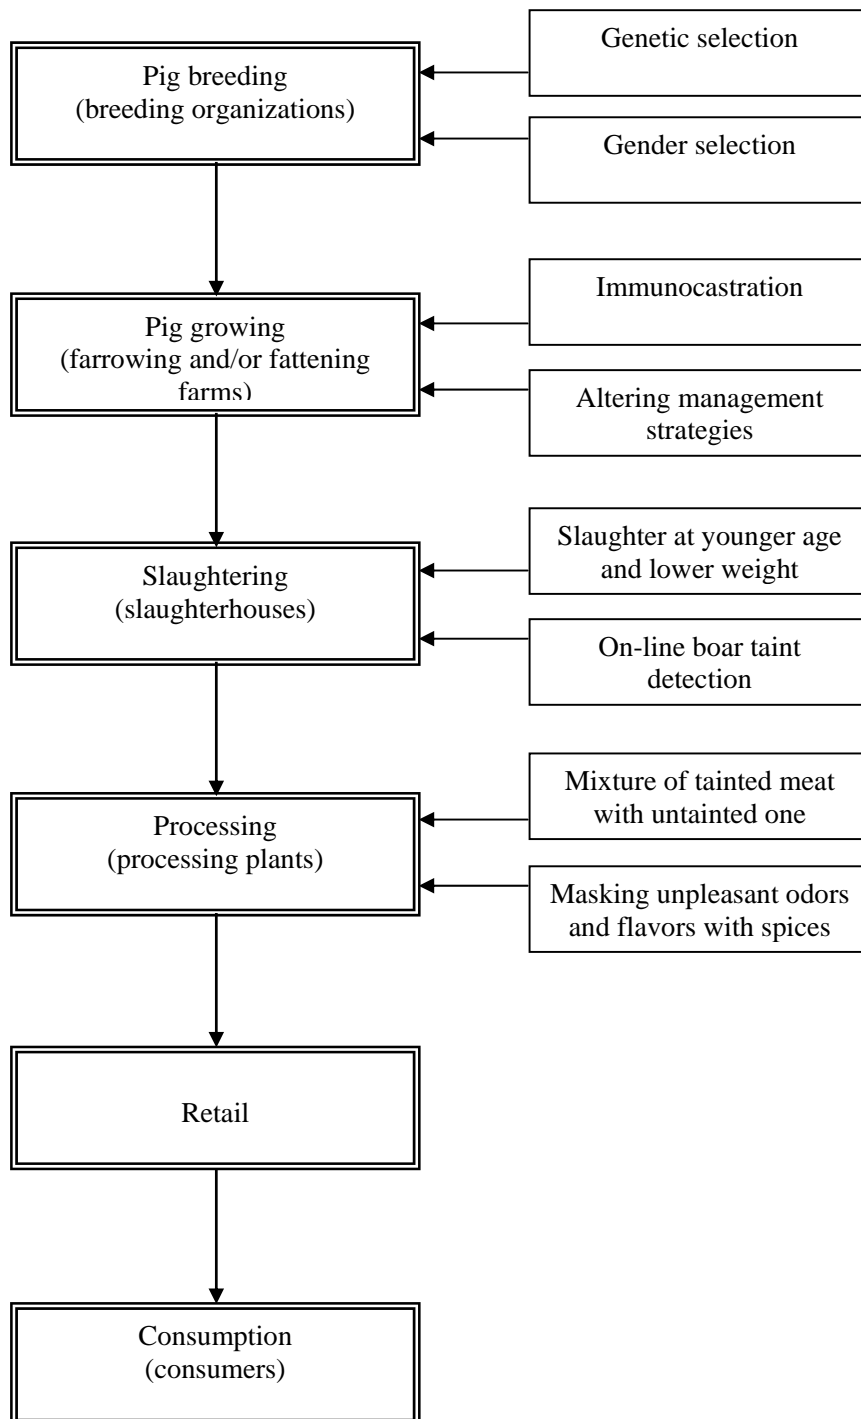 Genetic selection
Pig breeding
(breeding organizations)
Gender selection
Immunocastration
Pig growing
(farrowing and/or fattening
farms)
Altering management
strategies
Slaughter at younger age
and lower weight
Slaughtering
(slaughterhouses)
On-line boar taint
detection
Mixture of tainted meat
with untainted one
Processing
(processing plants)
Masking unpleasant odors
and flavors with spices
Retail
Consumption
(consumers)